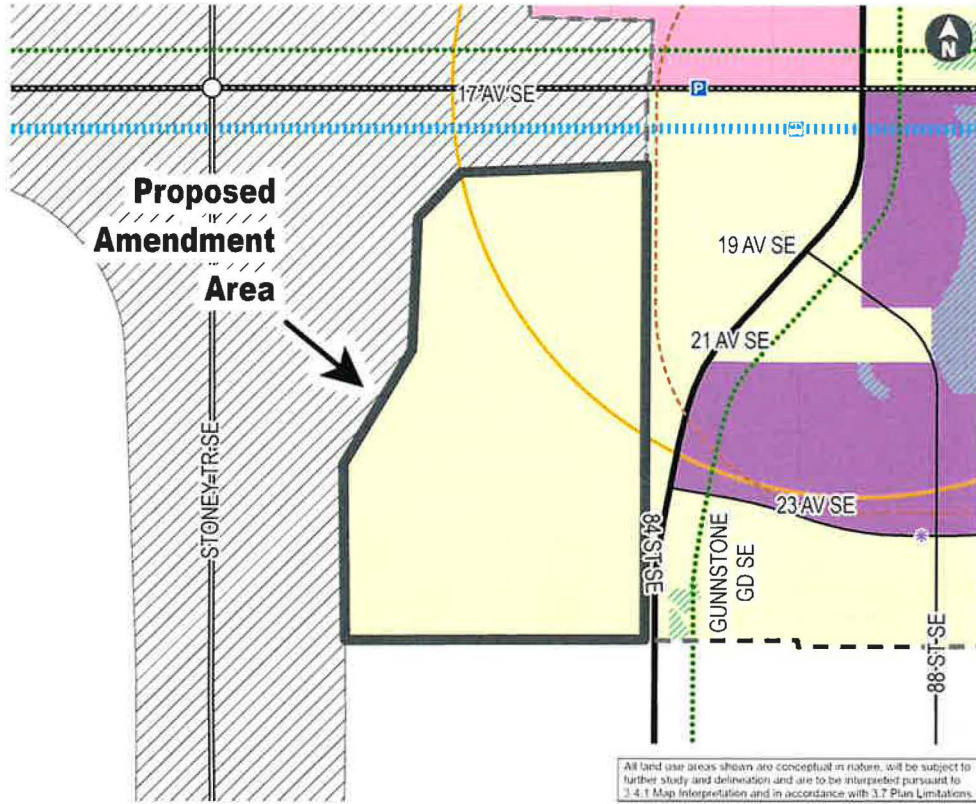 N
P
17 AV SE
Proposed
Amendment
Area
19 AV SE
21 AV SE
STONEY TR SE
23 AV SE
84 ST SE
GUNNSTONE
GD SE
88 ST SE
All land use areas shown are conceptual in nature, will be subject to
further study and delineation and are to be interpreted pursuant to
3.4.1 Map Interpretation and in accordance with 3.7 Plan Limitations.